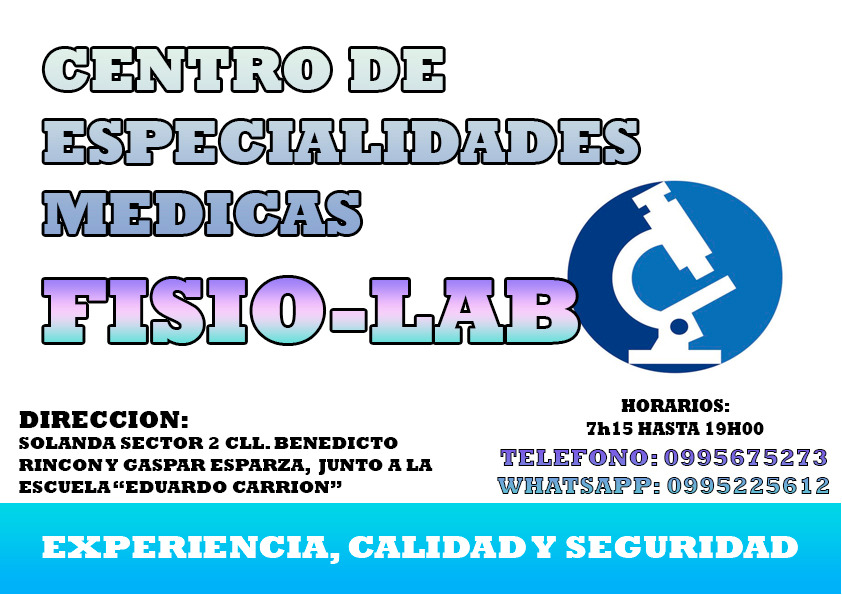 CENTRO DE
ESPECIALIDADES
MEDICAS
FISIO-LAB
DIRECCION:
SOLANDA SECTOR 2 CLL. BENEDICTO
RINCON Y GASPAR ESPARZA, JUNTO A LA
ESCUELA "EDUARDO CARRION"
HORARIOS:
7h15 HASTA 19H00
TELEFONO: 0995675273
WHATSAPP: 0995225612
EXPERIENCIA, CALIDAD Y SEGURIDAD